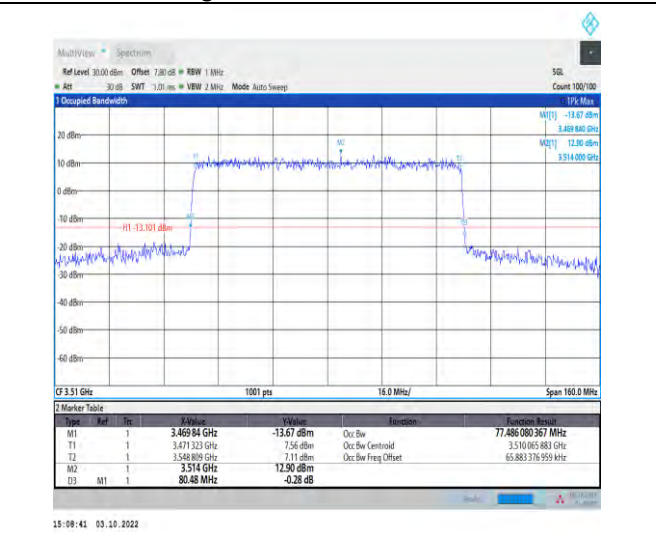 MultiView Spectrum
Ref Level 30.00 dBm Offset 7.80 dB RBW 1 MHz SGL
Att 30 dB SWT 1.01 ms VBW 2 MHz Mode Auto Sweep Count 100/100
1 Occupied Bandwidth 1Pk Max
M1[1] -13.67 dBm
3.469 840 GHz
20 dBm M2[1] 12.90 dBm
M2
3.514 000 GHz
T1 T2
10 dBm
0 dBm
-10 dBm
M1
H1 -13.101 dBm
-20 dBm
-30 dBm
-40 dBm
-50 dBm
-60 dBm
CF 3.51 GHz 1001 pts 16.0 MHz/ Span 160.0 MHz
2 Marker Table
Type Ref Trc X-Value Y-Value Function Function Result
M1 1 3.469 84 GHz -13.67 dBm Occ Bw 77.486 080 367 MHz
T1 1 3.471 323 GHz 7.56 dBm Occ Bw Centroid 3.510 065 883 GHz
T2 1 3.548 809 GHz 7.11 dBm Occ Bw Freq Offset 65.883 376 959 kHz
M2 1 3.514 GHz 12.90 dBm
D3 M1 1 80.48 MHz -0.28 dB
15:08:41 03.10.2022